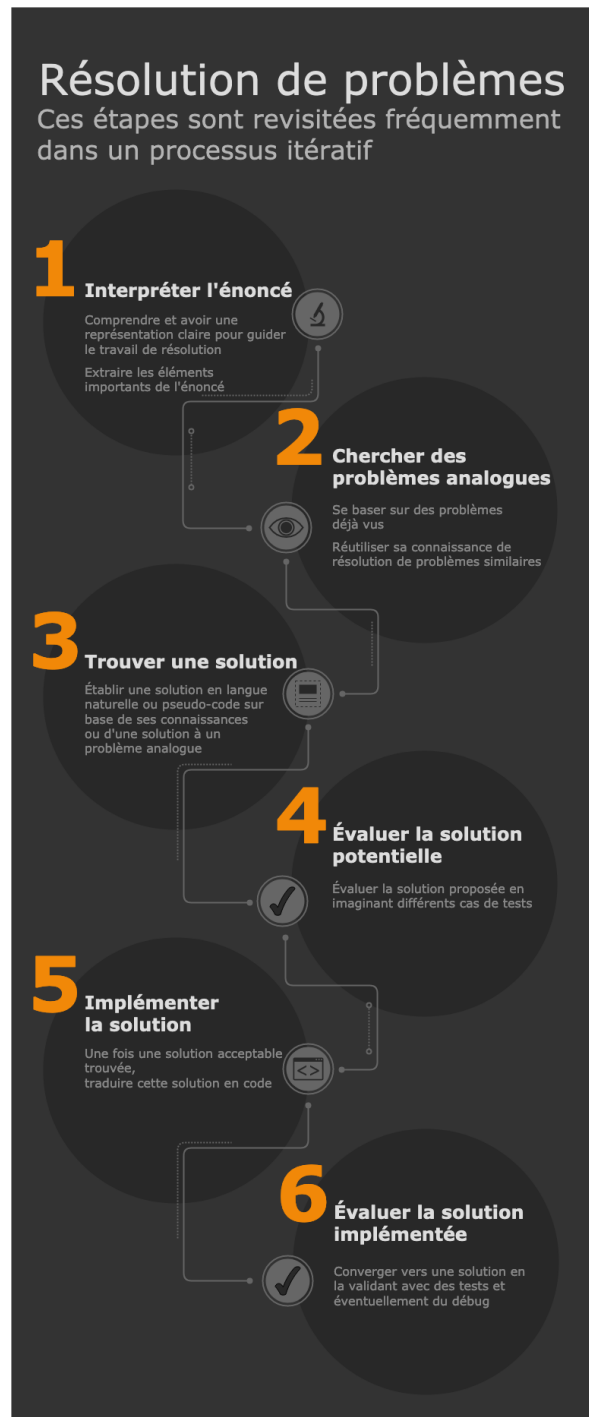 Résolution de problèmes
Ces étapes sont revisitées fréquemment
dans un processus itératif
1
Interpréter l'énoncé
Comprendre et avoir une
représentation claire pour guider
le travail de résolution
Extraire les éléments
importants de l'énoncé
2
Chercher des
problèmes analogues
Se baser sur des problèmes
déjà vus
Réutiliser sa connaissance de
résolution de problèmes similaires
3
Trouver une solution
Établir une solution en langue
naturelle ou pseudo-code sur
base de ses connaissances
ou d'une solution à un
problème analogue
4
Évaluer la solution
potentielle
Évaluer la solution proposée en
imaginant différents cas de tests
5
Implémenter
la solution
Une fois une solution acceptable
trouvée,
traduire cette solution en code
<>
6
Évaluer la solution
implémentée
Converger vers une solution en
la validant avec des tests et
éventuellement du débug